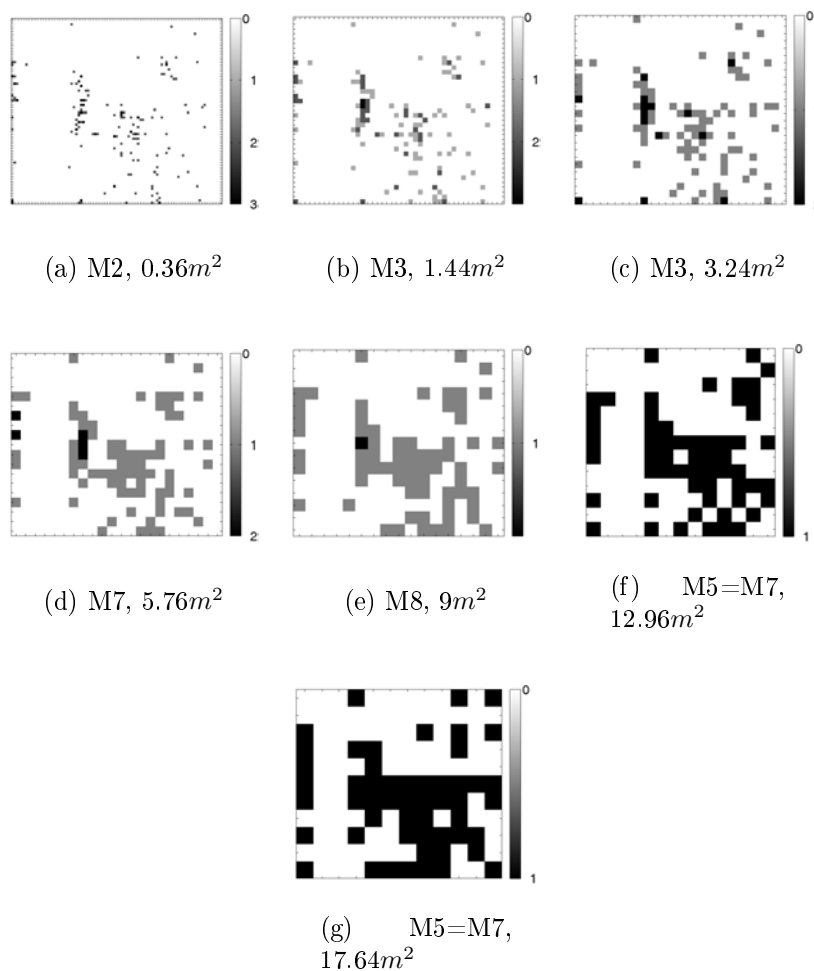 0
1
2
3
0
1
2
0
1
(a) M2, 0.36m²
(b) M3, 1.44m²
(c) M3, 3.24m²
0
1
2
0
1
0
1
(d) M7, 5.76m²
(e) M8, 9m²
(f) M5=M7,
12.96m²
0
1
(g) M5=M7,
17.64m²